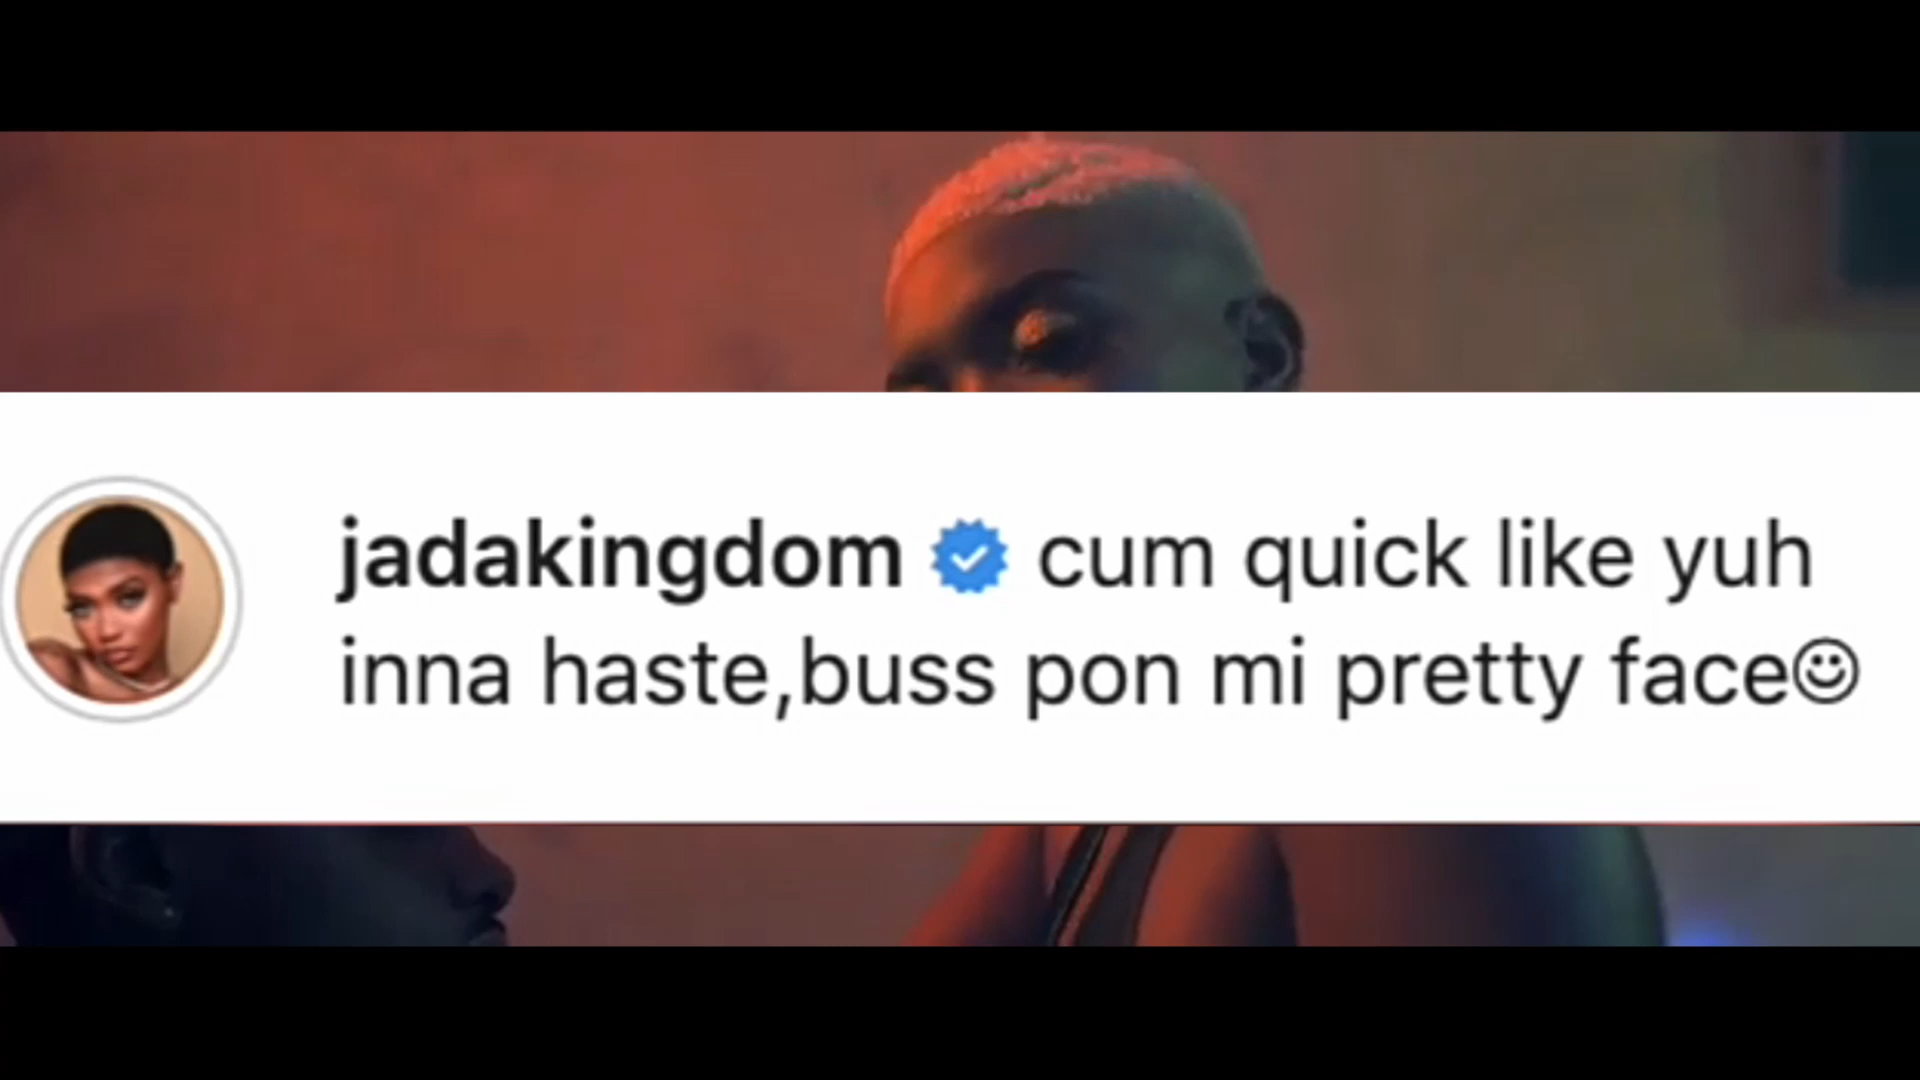 jadakingdom cum quick like yuh
inna haste,buss pon mi pretty face☺